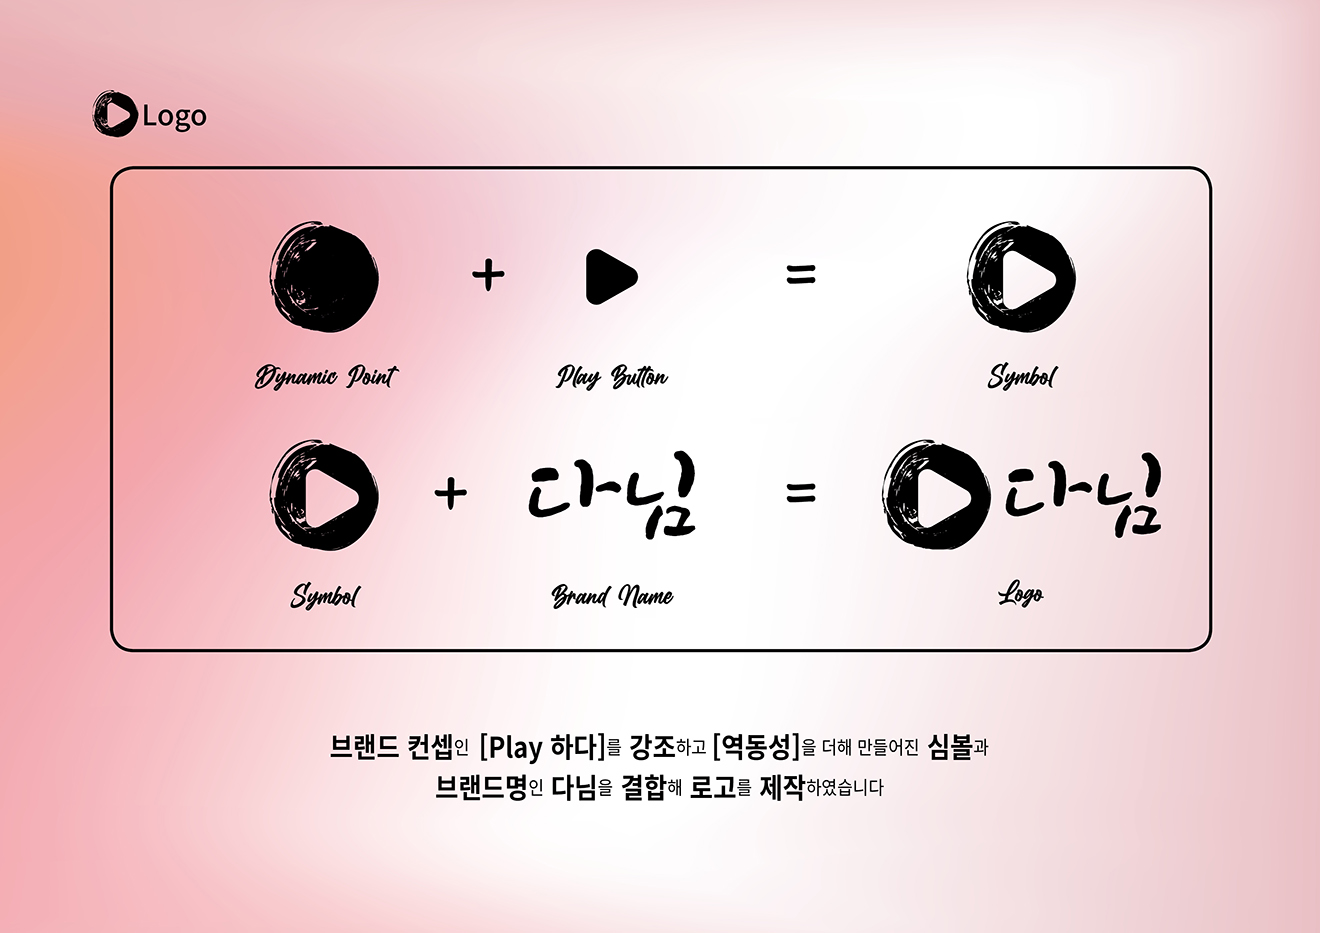 Logo
+ =
Dynamic Point Play Button Symbol
+ 다님 = 다님
Symbol Brand Name Logo
브랜드 컨셉인 [Play 하다]를 강조하고 [역동성]을 더해 만들어진 심볼과
브랜드명인 다님을 결합해 로고를 제작하였습니다